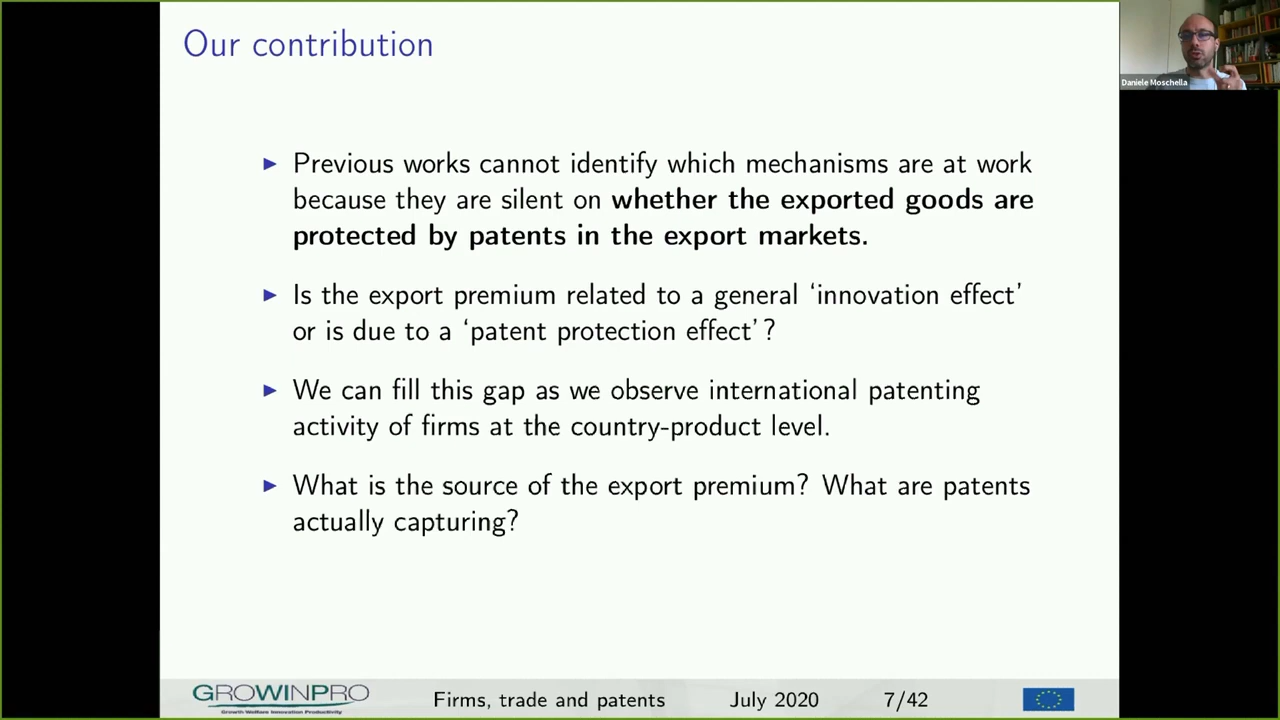 Our contribution
Daniele Moschella
▶ Previous works cannot identify which mechanisms are at work
because they are silent on whether the exported goods are
protected by patents in the export markets.
▶ Is the export premium related to a general ‘innovation effect’
or is due to a ‘patent protection effect’?
▶ We can fill this gap as we observe international patenting
activity of firms at the country-product level.
▶ What is the source of the export premium? What are patents
actually capturing?
GROWINPRO
Growth Welfare Innovation Productivity
Firms, trade and patents July 2020 7/42